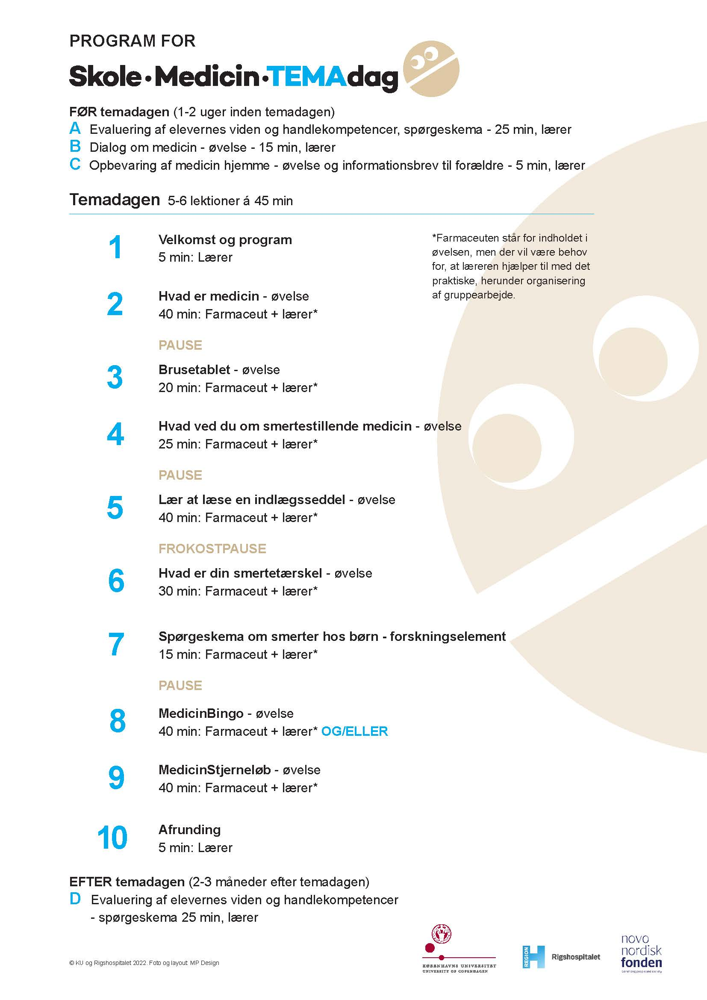 PROGRAM FOR
Skole•Medicin•TEMAdag
FØR temadagen (1-2 uger inden temadagen)
A Evaluering af elevernes viden og handlekompetencer, spørgeskema - 25 min, lærer
B Dialog om medicin - øvelse - 15 min, lærer
C Opbevaring af medicin hjemme - øvelse og informationsbrev til forældre - 5 min, lærer
Temadagen 5-6 lektioner á 45 min
1 Velkomst og program
5 min: Lærer
*Farmaceuten står for indholdet i
øvelsen, men der vil være behov
for, at læreren hjælper til med det
praktiske, herunder organisering
af gruppearbejde.
2 Hvad er medicin - øvelse
40 min: Farmaceut + lærer*
PAUSE
3 Brusetablet - øvelse
20 min: Farmaceut + lærer*
4 Hvad ved du om smertestillende medicin - øvelse
25 min: Farmaceut + lærer*
PAUSE
5 Lær at læse en indlægsseddel - øvelse
40 min: Farmaceut + lærer*
FROKOSTPAUSE
6 Hvad er din smertetærskel - øvelse
30 min: Farmaceut + lærer*
7 Spørgeskema om smerter hos børn - forskningselement
15 min: Farmaceut + lærer*
PAUSE
8 MedicinBingo - øvelse
40 min: Farmaceut + lærer* OG/ELLER
9 MedicinStjerneløb - øvelse
40 min: Farmaceut + lærer*
10 Afrunding
5 min: Lærer
EFTER temadagen (2-3 måneder efter temadagen)
D Evaluering af elevernes viden og handlekompetencer
- spørgeskema 25 min, lærer
© KU og Rigshospitalet 2022. Foto og layout: MP Design
KØBENHAVNS UNIVERSITET
UNIVERSITY OF COPENHAGEN
REGION H
Rigshospitalet
novo
nordisk
fonden
Benefiting people and society